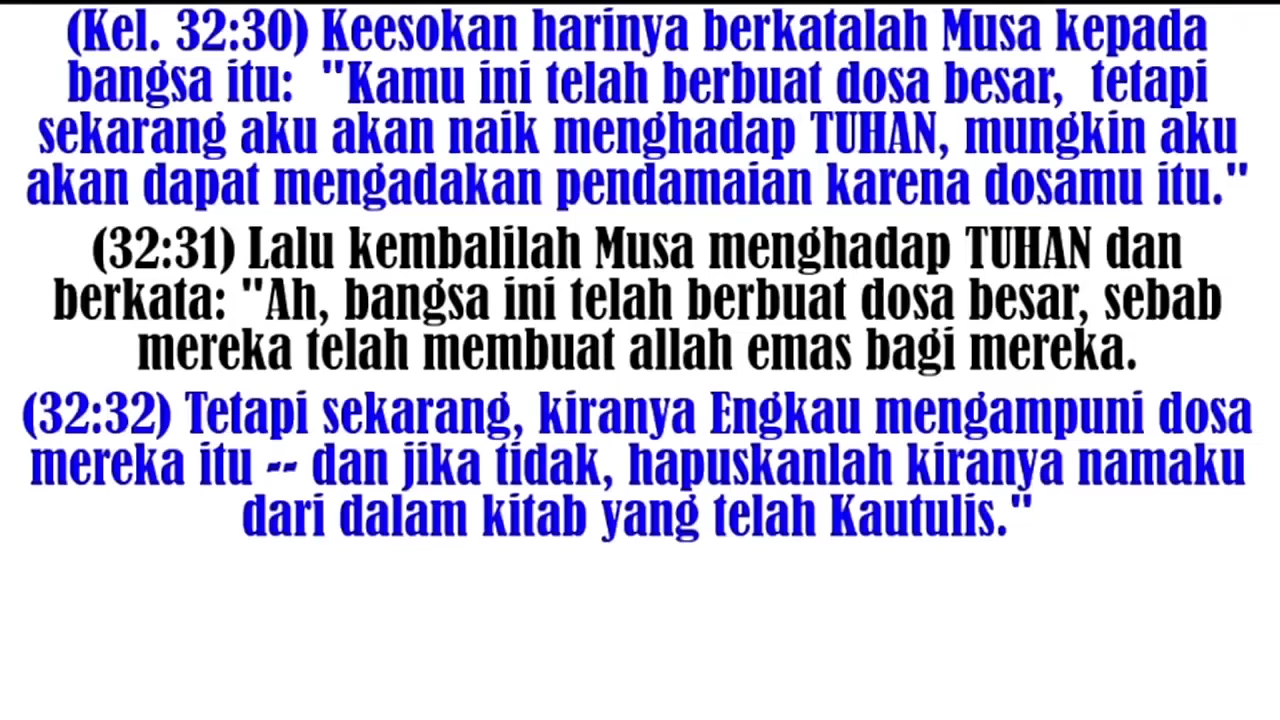 (Kel. 32:30) Keesokan harinya berkatalah Musa kepada
bangsa itu: "Kamu ini telah berbuat dosa besar, tetapi
sekarang aku akan naik menghadap TUHAN, mungkin aku
akan dapat mengadakan pendamaian karena dosamu itu."
(32:31) Lalu kembalilah Musa menghadap TUHAN dan
berkata: "Ah, bangsa ini telah berbuat dosa besar, sebab
mereka telah membuat allah emas bagi mereka.
(32:32) Tetapi sekarang, kiranya Engkau mengampuni dosa
mereka itu -- dan jika tidak, hapuskanlah kiranya namaku
dari dalam kitab yang telah Kautulis."